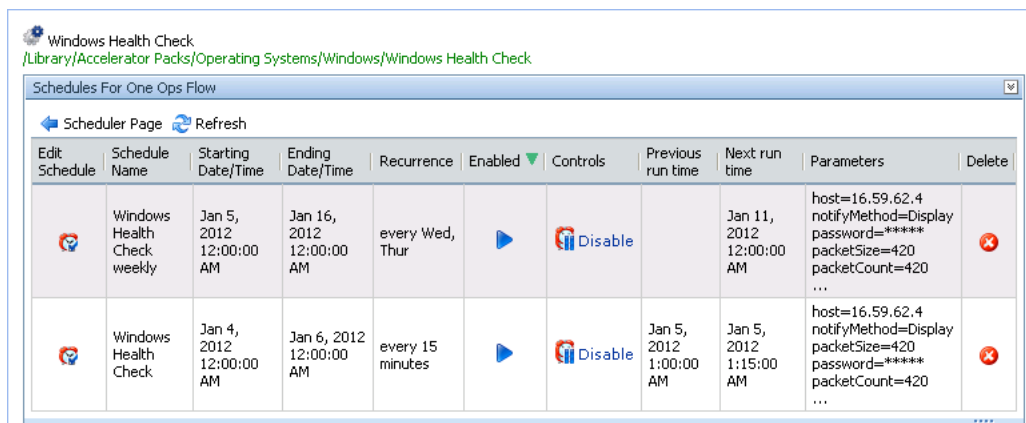 Windows Health Check
/Library/Accelerator Packs/Operating Systems/Windows/Windows Health Check
Schedules For One Ops Flow
Scheduler Page Refresh
Edit Schedule
Schedule Name
Starting Date/Time
Ending Date/Time
Recurrence
Enabled
Controls
Previous run time
Next run time
Parameters
Delete
Windows
Health
Check
weekly
Jan 5,
2012
12:00:00
AM
Jan 16,
2012
12:00:00
AM
every Wed,
Thur
Disable
Jan 11,
2012
12:00:00
AM
host=16.59.62.4
notifyMethod=Display
password=*****
packetSize=420
packetCount=420
...
Windows
Health
Check
Jan 4,
2012
12:00:00
AM
Jan 6, 2012
12:00:00
AM
every 15
minutes
Disable
Jan 5,
2012
1:00:00
AM
Jan 5,
2012
1:15:00
AM
host=16.59.62.4
notifyMethod=Display
packetSize=420
password=*****
packetCount=420
...